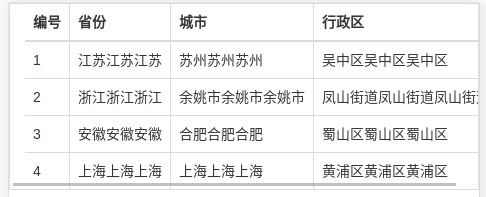 编号 省份 城市 行政区
1 江苏江苏江苏 苏州苏州苏州 吴中区吴中区吴中区
2 浙江浙江浙江 余姚市余姚市余姚市 凤山街道凤山街道凤山街
3 安徽安徽安徽 合肥合肥合肥 蜀山区蜀山区蜀山区
4 上海上海上海 上海上海上海 黄浦区黄浦区黄浦区